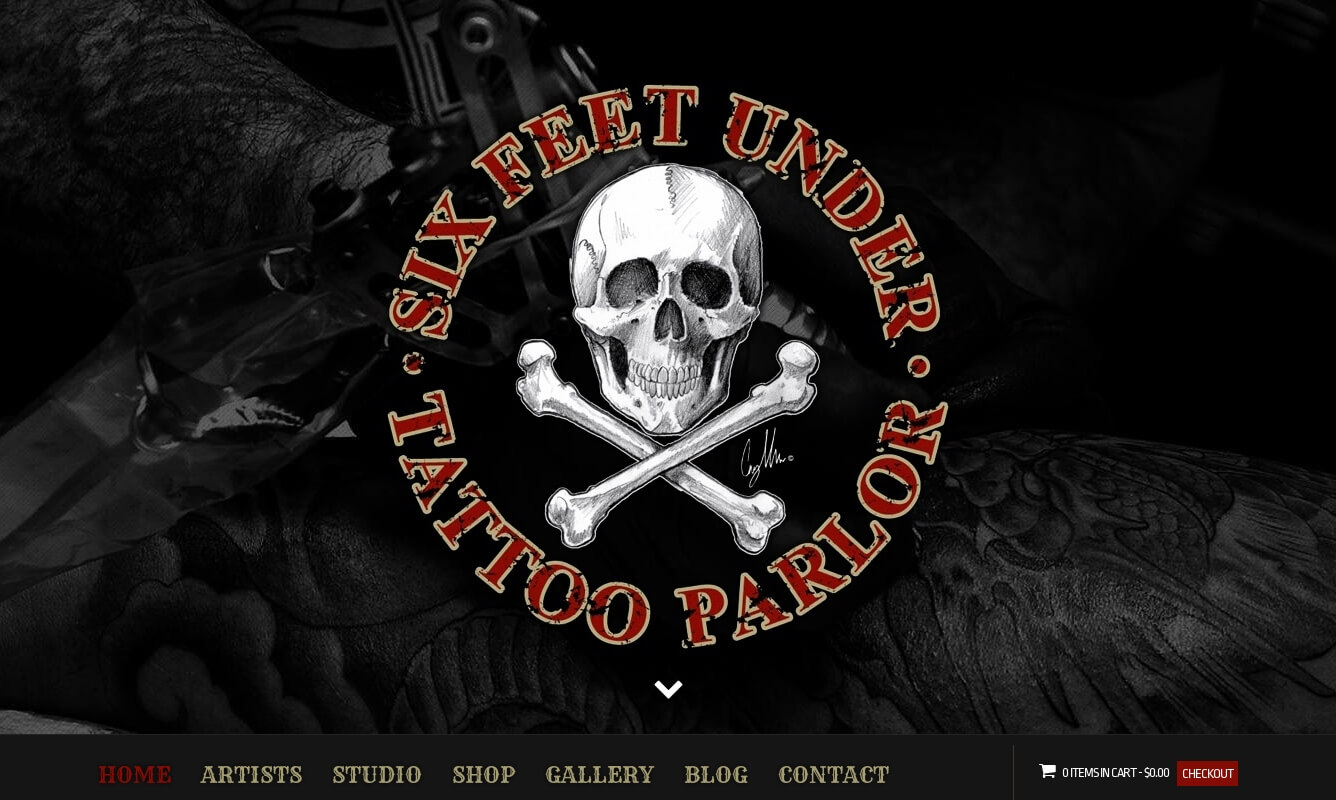 SIX FEET UNDER
• TATTOO PARLOR •
HOME ARTISTS STUDIO SHOP GALLERY BLOG CONTACT
0 ITEMS IN CART - $0.00 CHECKOUT